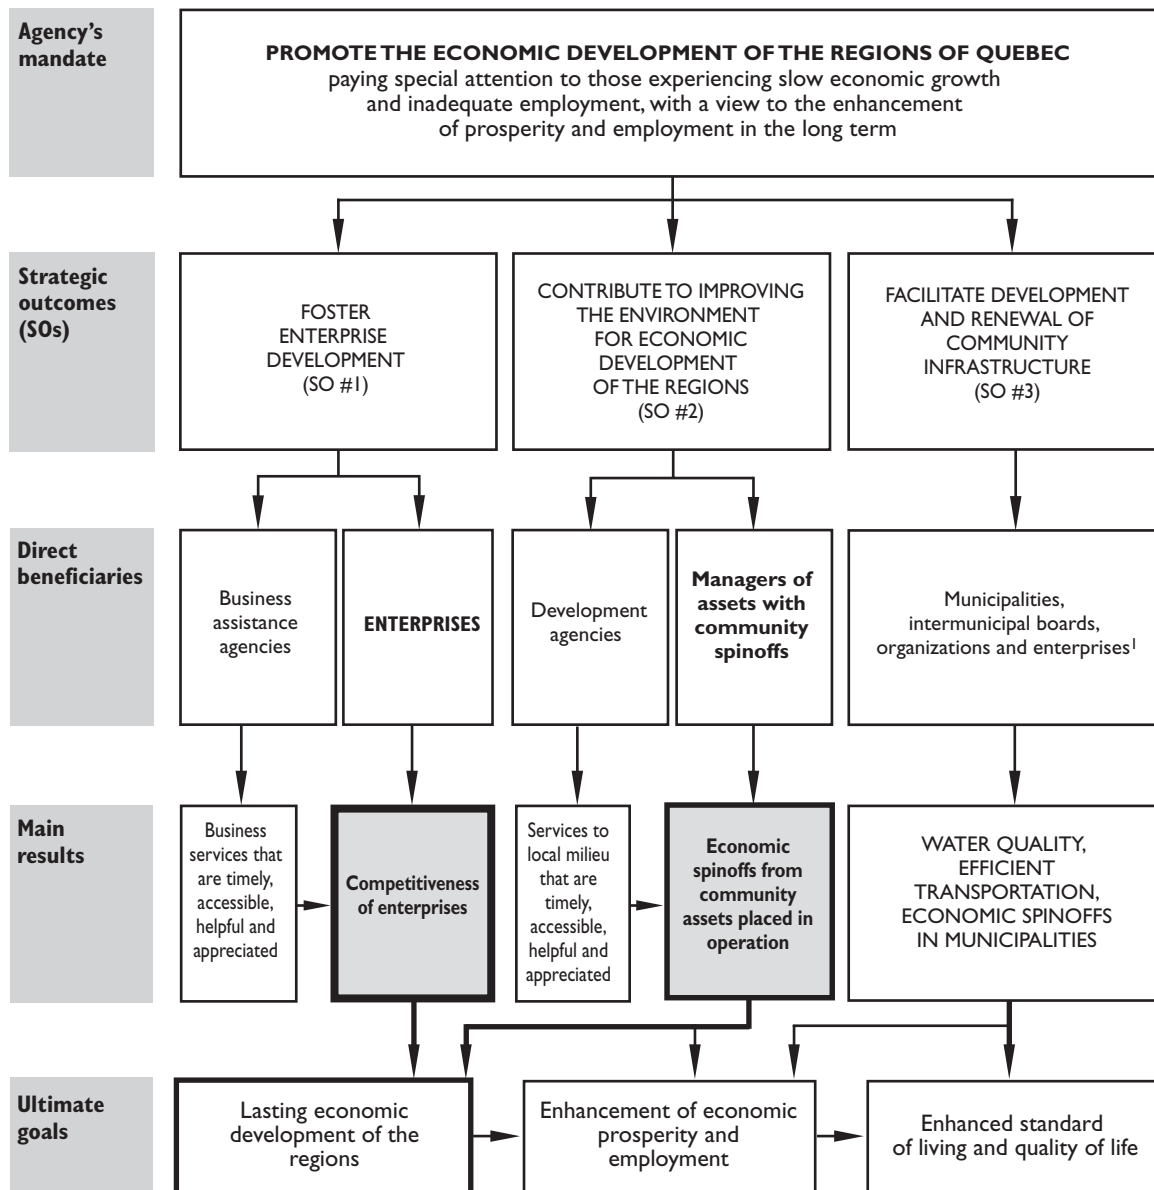 Agency's
mandate
PROMOTE THE ECONOMIC DEVELOPMENT OF THE REGIONS OF QUEBEC
paying special attention to those experiencing slow economic growth
and inadequate employment, with a view to the enhancement
of prosperity and employment in the long term
Strategic
outcomes
(SOs)
FOSTER
ENTERPRISE
DEVELOPMENT
(SO #1)
CONTRIBUTE TO IMPROVING
THE ENVIRONMENT
FOR ECONOMIC
DEVELOPMENT
OF THE REGIONS
(SO #2)
FACILITATE DEVELOPMENT
AND RENEWAL OF
COMMUNITY
INFRASTRUCTURE
(SO #3)
Direct
beneficiaries
Business
assistance
agencies
ENTERPRISES
Development
agencies
Managers of
assets with
community
spinoffs
Municipalities,
intermunicipal boards,
organizations and enterprises¹
Main
results
Business
services that
are timely,
accessible,
helpful and
appreciated
Competitiveness
of enterprises
Services to
local milieu
that are
timely,
accessible,
helpful and
appreciated
Economic
spinoffs from
community
assets placed in
operation
WATER QUALITY,
EFFICIENT
TRANSPORTATION,
ECONOMIC SPINOFFS
IN MUNICIPALITIES
Ultimate
goals
Lasting economic
development of the
regions
Enhancement of economic
prosperity and
employment
Enhanced standard
of living and quality of life